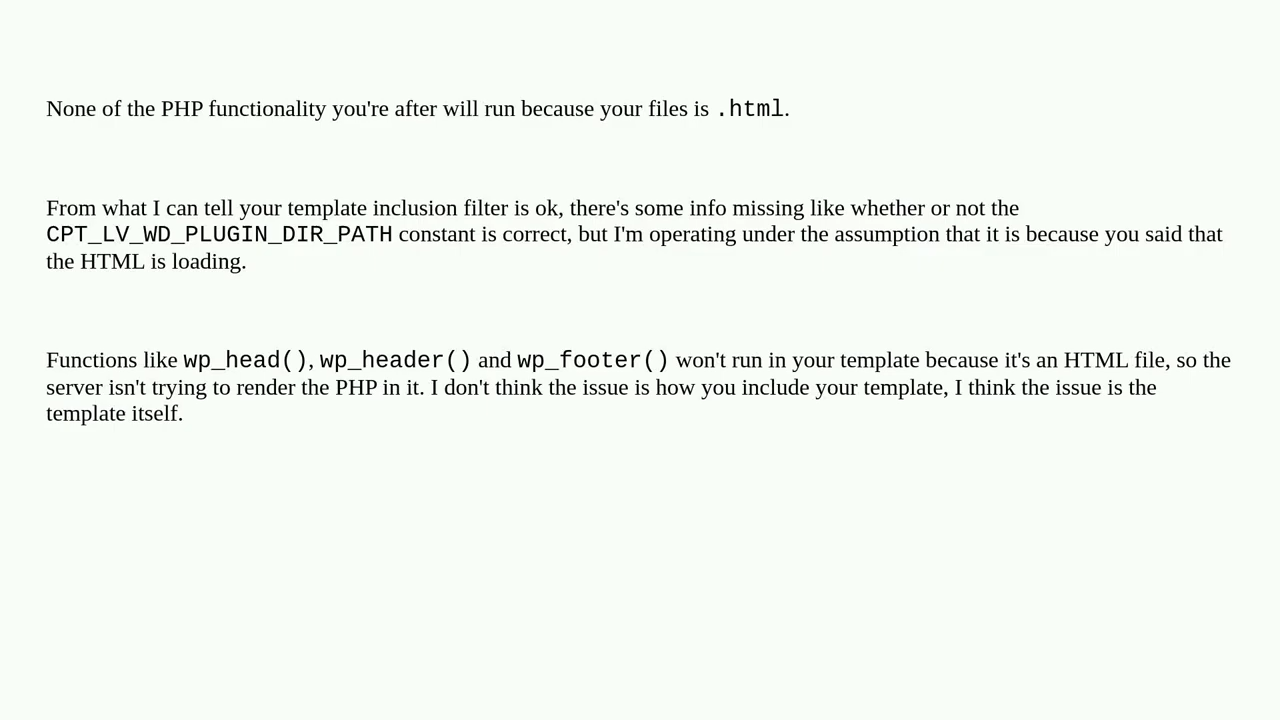 None of the PHP functionality you're after will run because your files is .html.
From what I can tell your template inclusion filter is ok, there's some info missing like whether or not the
CPT_LV_WD_PLUGIN_DIR_PATH constant is correct, but I'm operating under the assumption that it is because you said that
the HTML is loading.
Functions like wp_head(), wp_header() and wp_footer() won't run in your template because it's an HTML file, so the
server isn't trying to render the PHP in it. I don't think the issue is how you include your template, I think the issue is the
template itself.